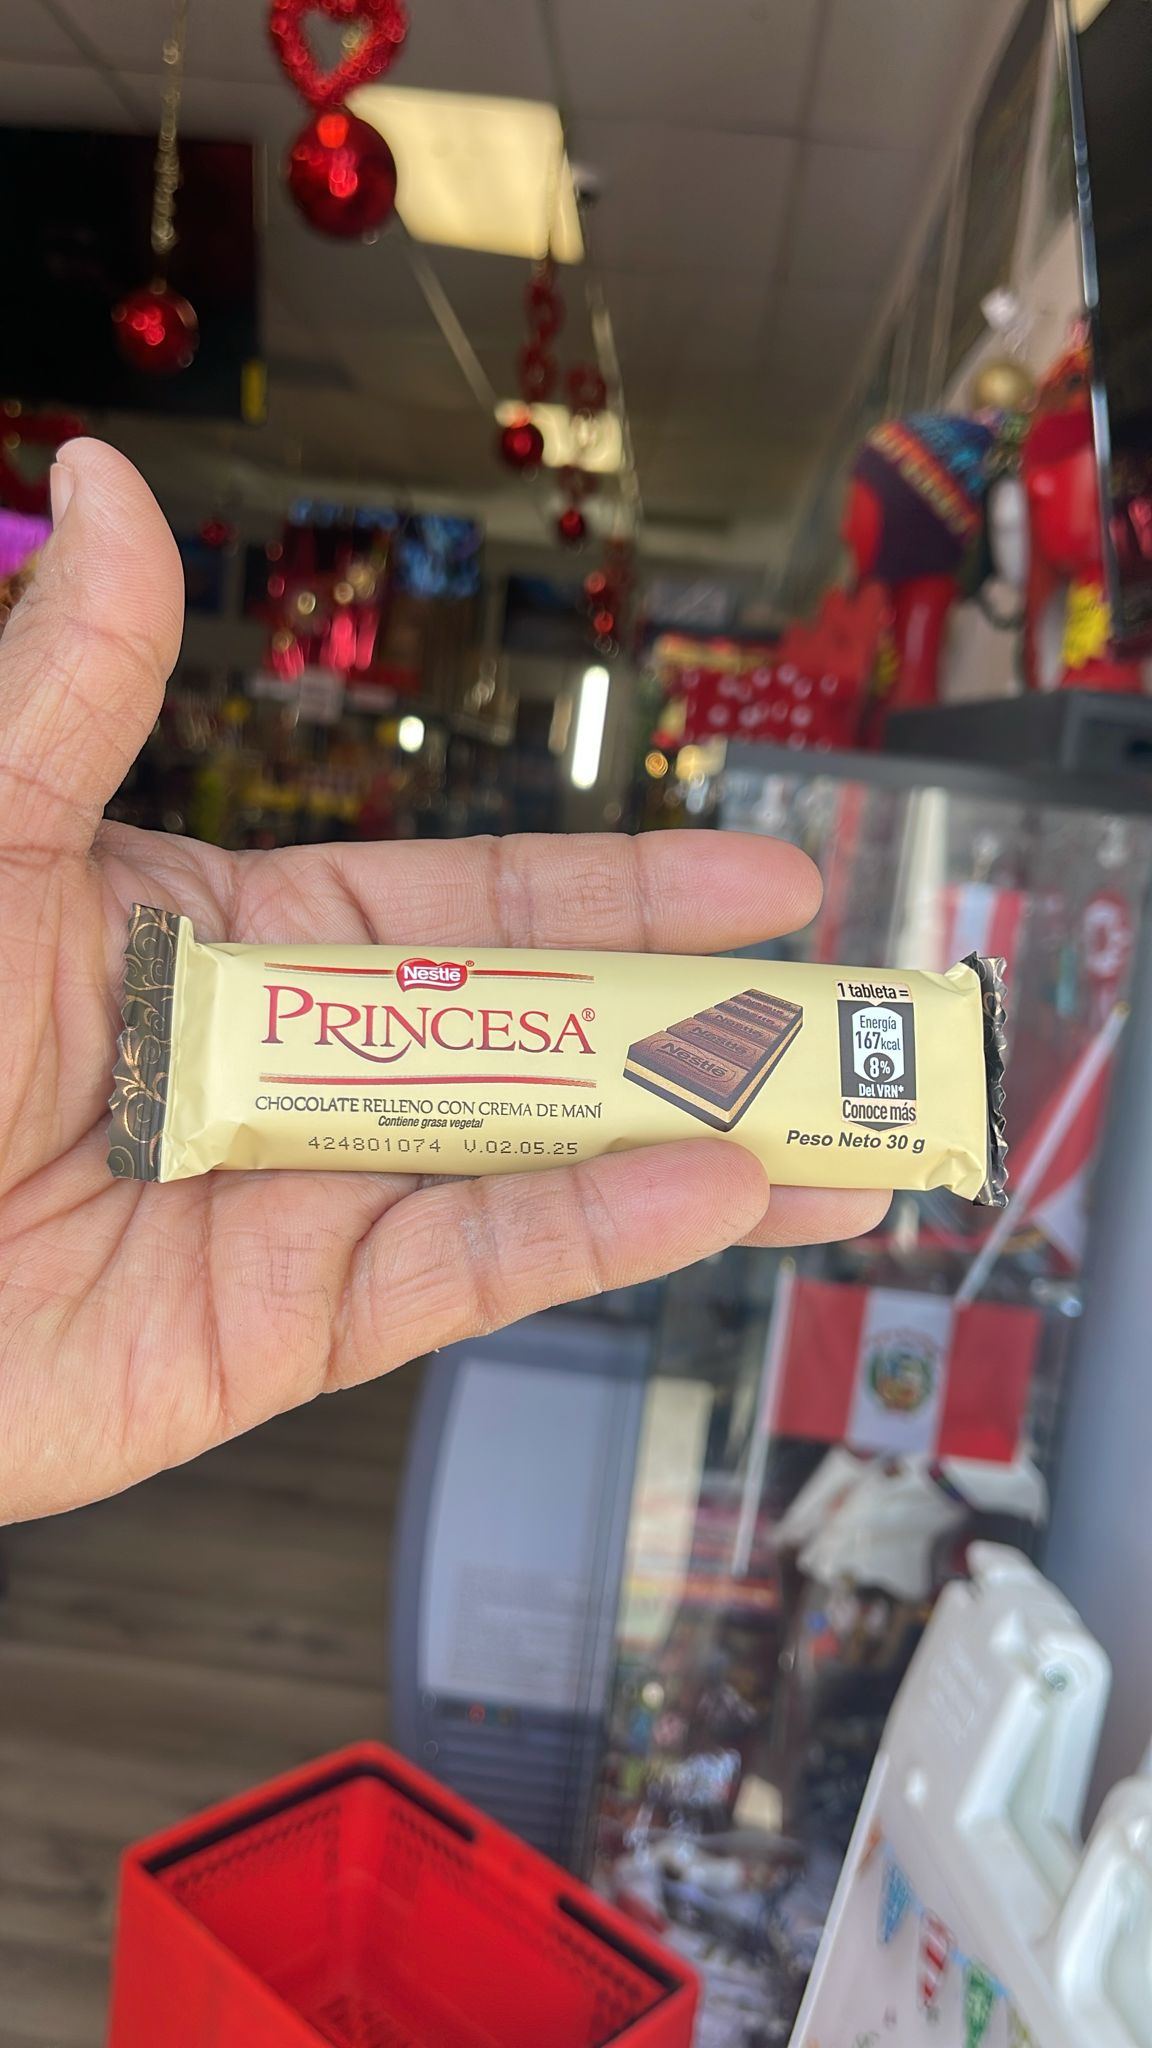 Nestlé®
PRINCESA®
CHOCOLATE RELLENO CON CREMA DE MANÍ
Contiene grasa vegetal
424801074 V.02.05.25
Nestlé
1 tableta =
Energía
167kcal
8%
Del VRN*
Conoce más
Peso Neto 30 g